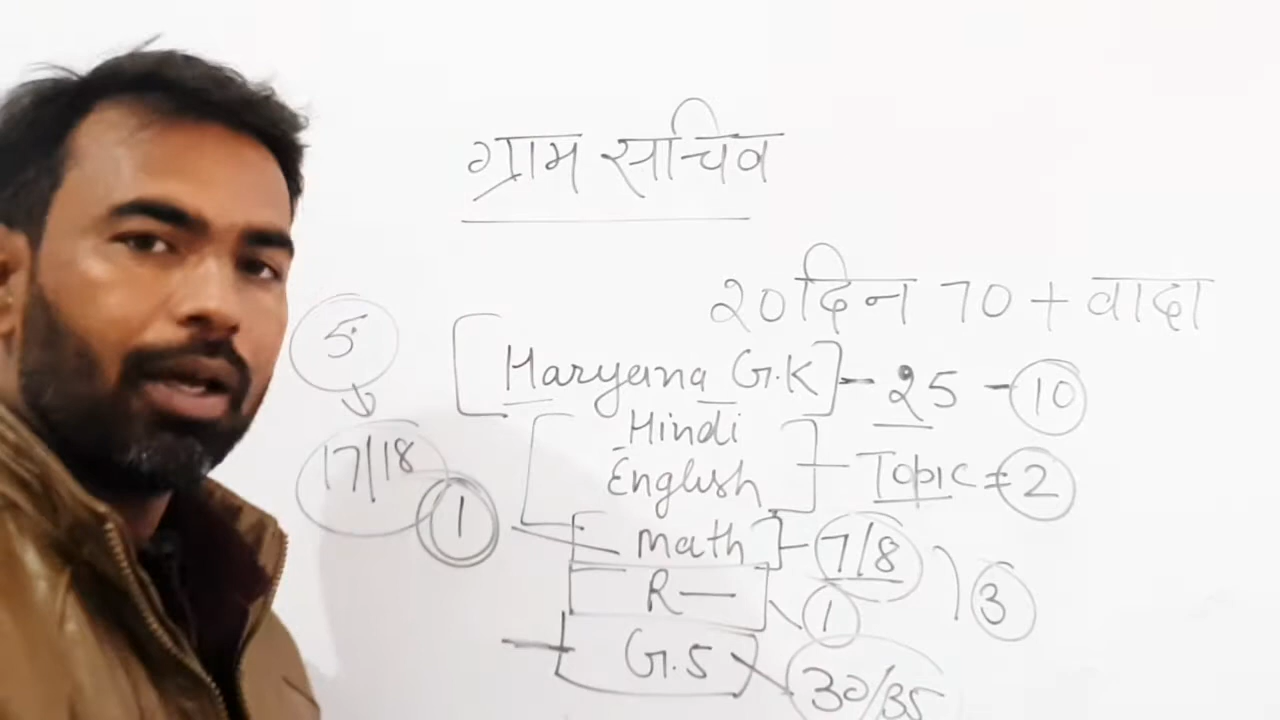 ग्राम सचिव
२० दिन 70 + वादा
5
[Haryana G.K] - 25 - 10
17/18
Hindi
English
Topic = 2
1
math - 7/8
3
R —
1
G.S
30/35